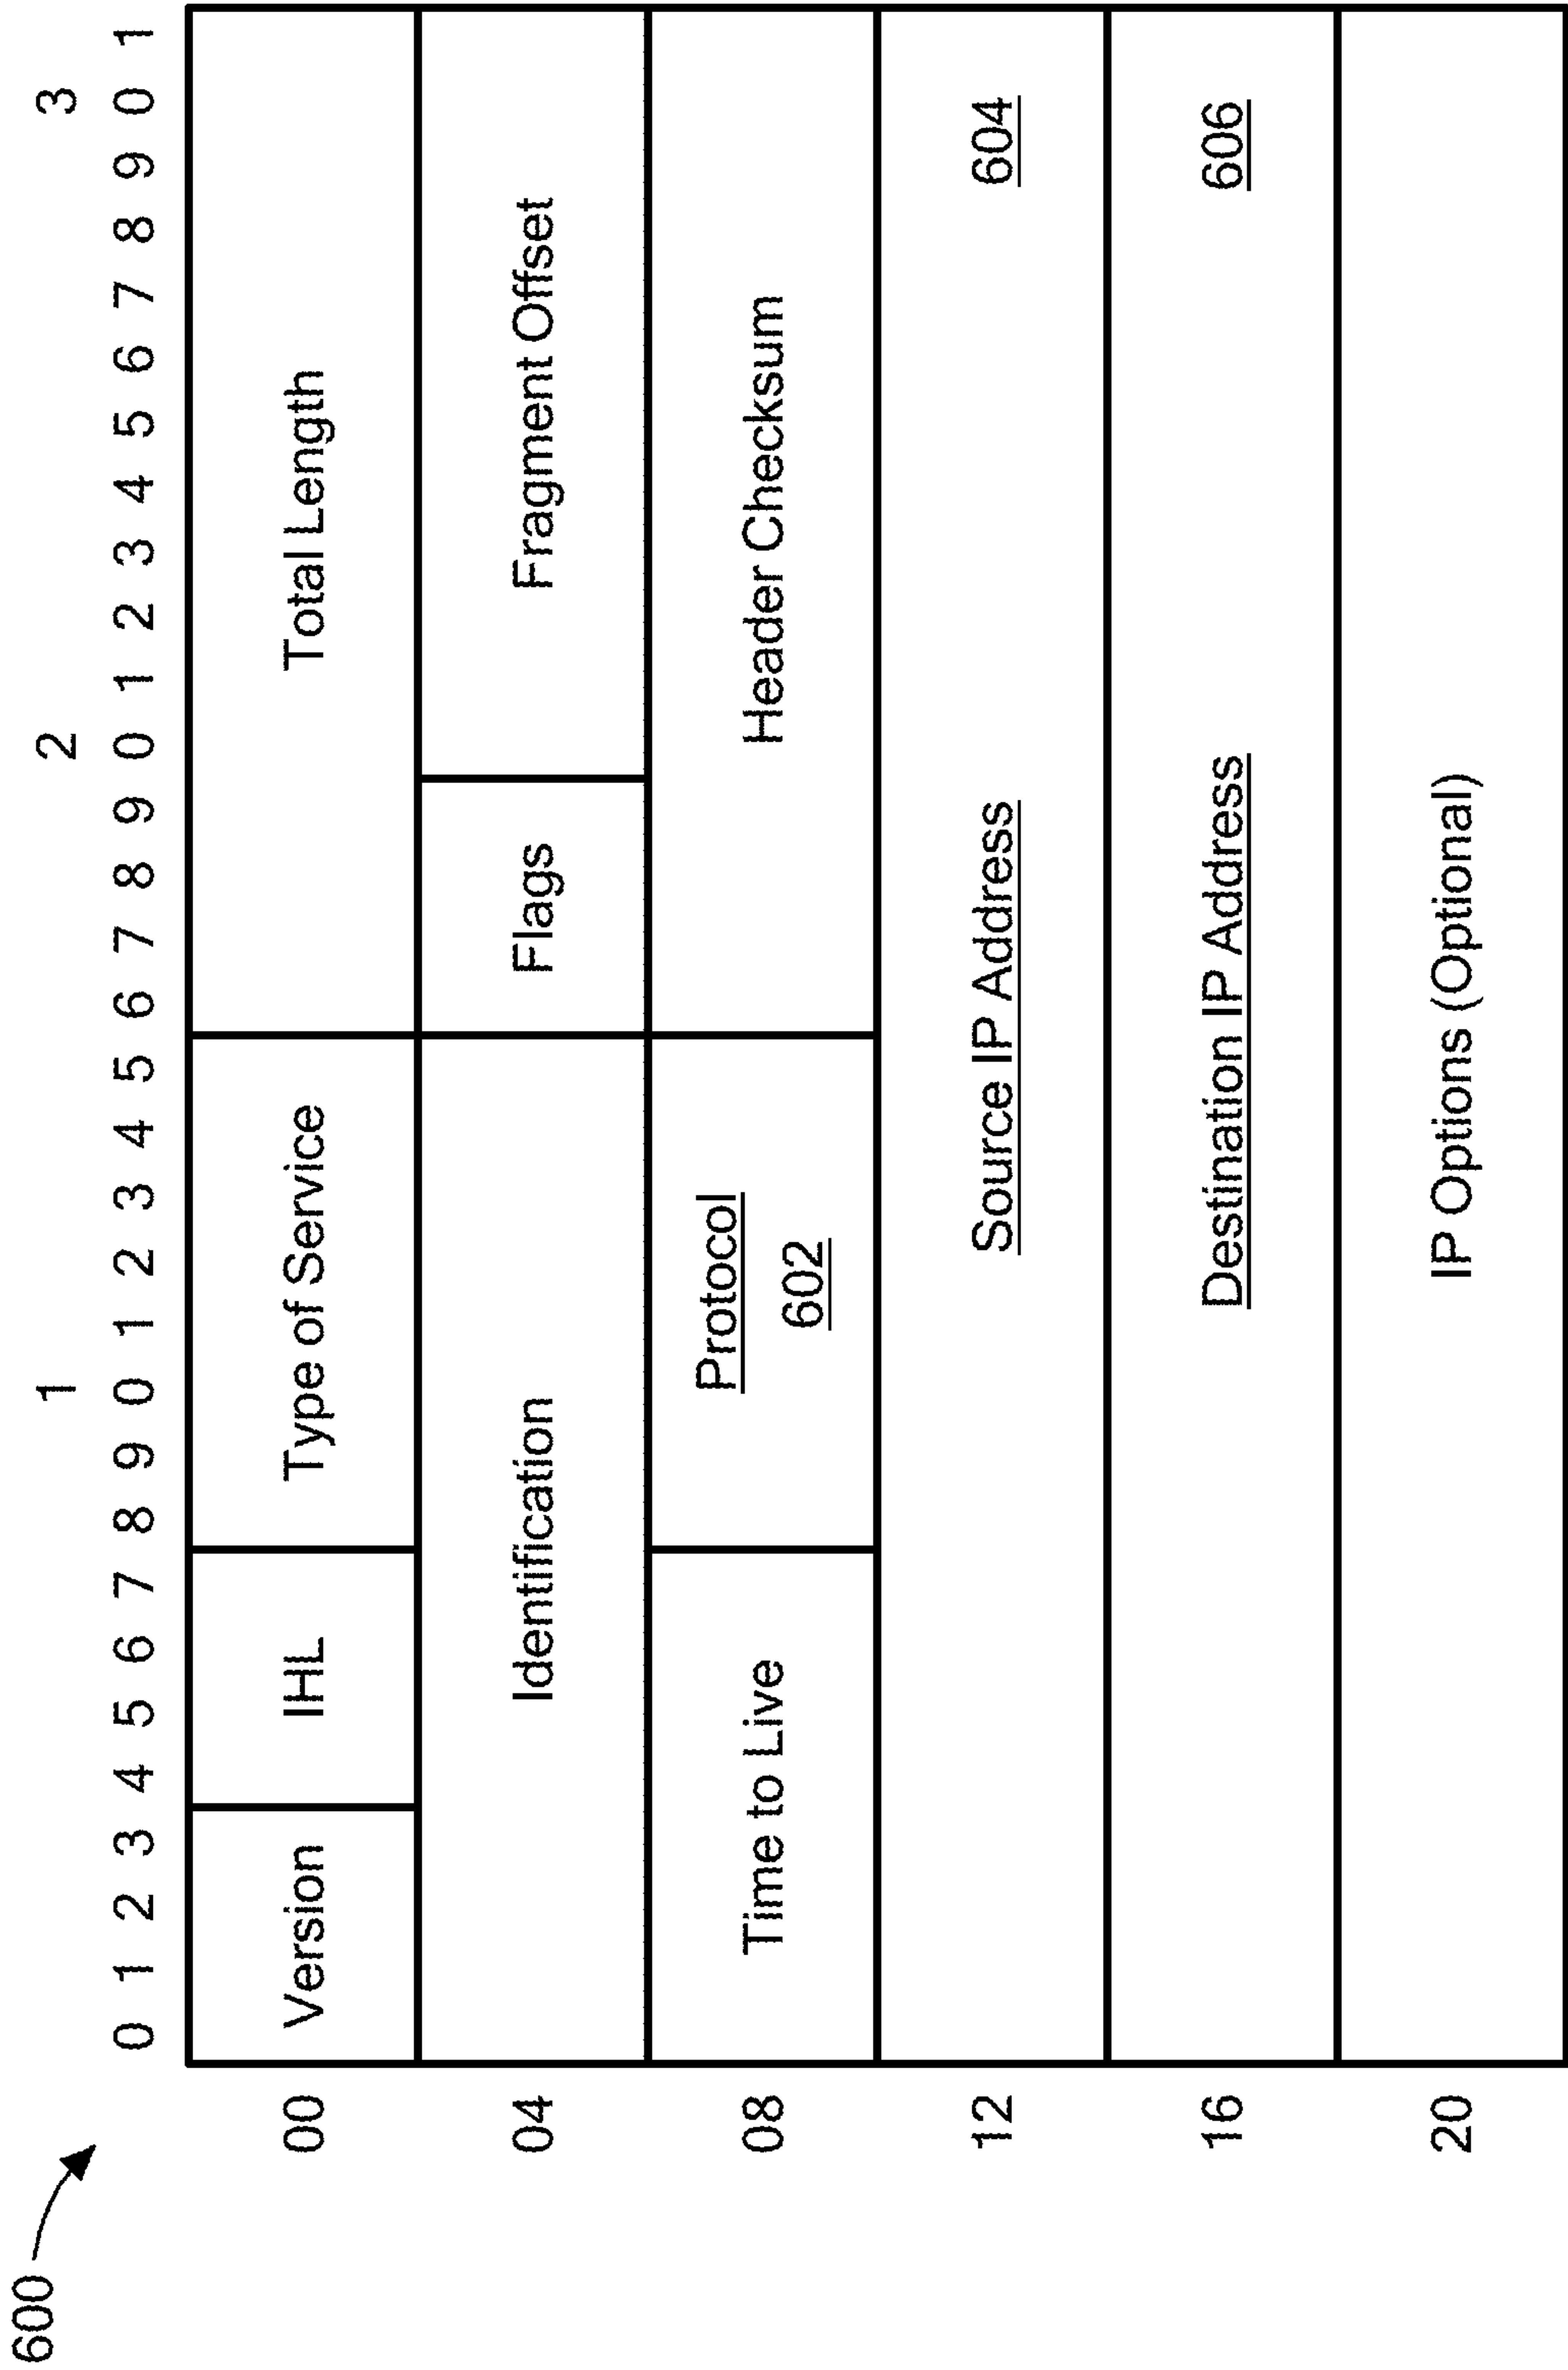 600
1 2 3
0 1 2 3 4 5 6 7 8 9 0 1 2 3 4 5 6 7 8 9 0 1 2 3 4 5 6 7 8 9 0 1
00 Version IHL Type of Service Total Length
04 Identification Flags Fragment Offset
08 Time to Live Protocol Header Checksum
602
12 Source IP Address 604
16 Destination IP Address 606
20 IP Options (Optional)